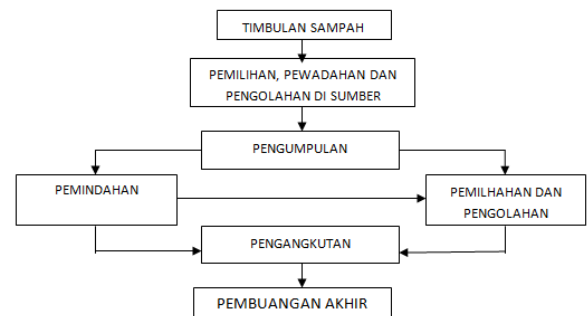 TIMBULAN SAMPAH
PEMILIHAN, PEWADAHAN DAN
PENGOLAHAN DI SUMBER
PENGUMPULAN
PEMINDAHAN
PEMILHAHAN DAN
PENGOLAHAN
PENGANGKUTAN
PEMBUANGAN AKHIR